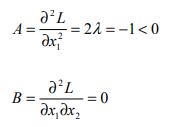 A = ∂²L / ∂x₁² = 2λ = −1 < 0
B = ∂²L / ∂x₁∂x₂ = 0